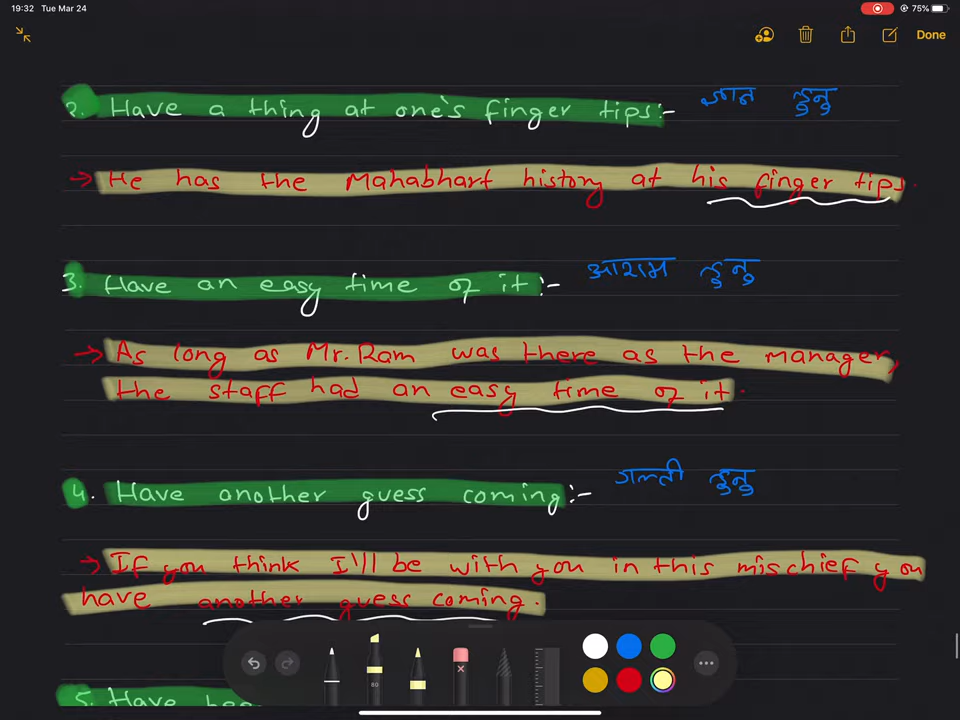 19:32 Tue Mar 24 75%
Done
2. Have a thing at one's finger tips:- ज्ञान हुनु
→ He has the Mahabhart history at his finger tips.
3. Have an easy time of it:- आराम हुनु
→ As long as Mr. Ram was there as the manager,
the staff had an easy time of it.
4. Have another guess coming:- गल्ती हुनु
→ If you think I'll be with you in this mischief you
have another guess coming.
80
5. Have